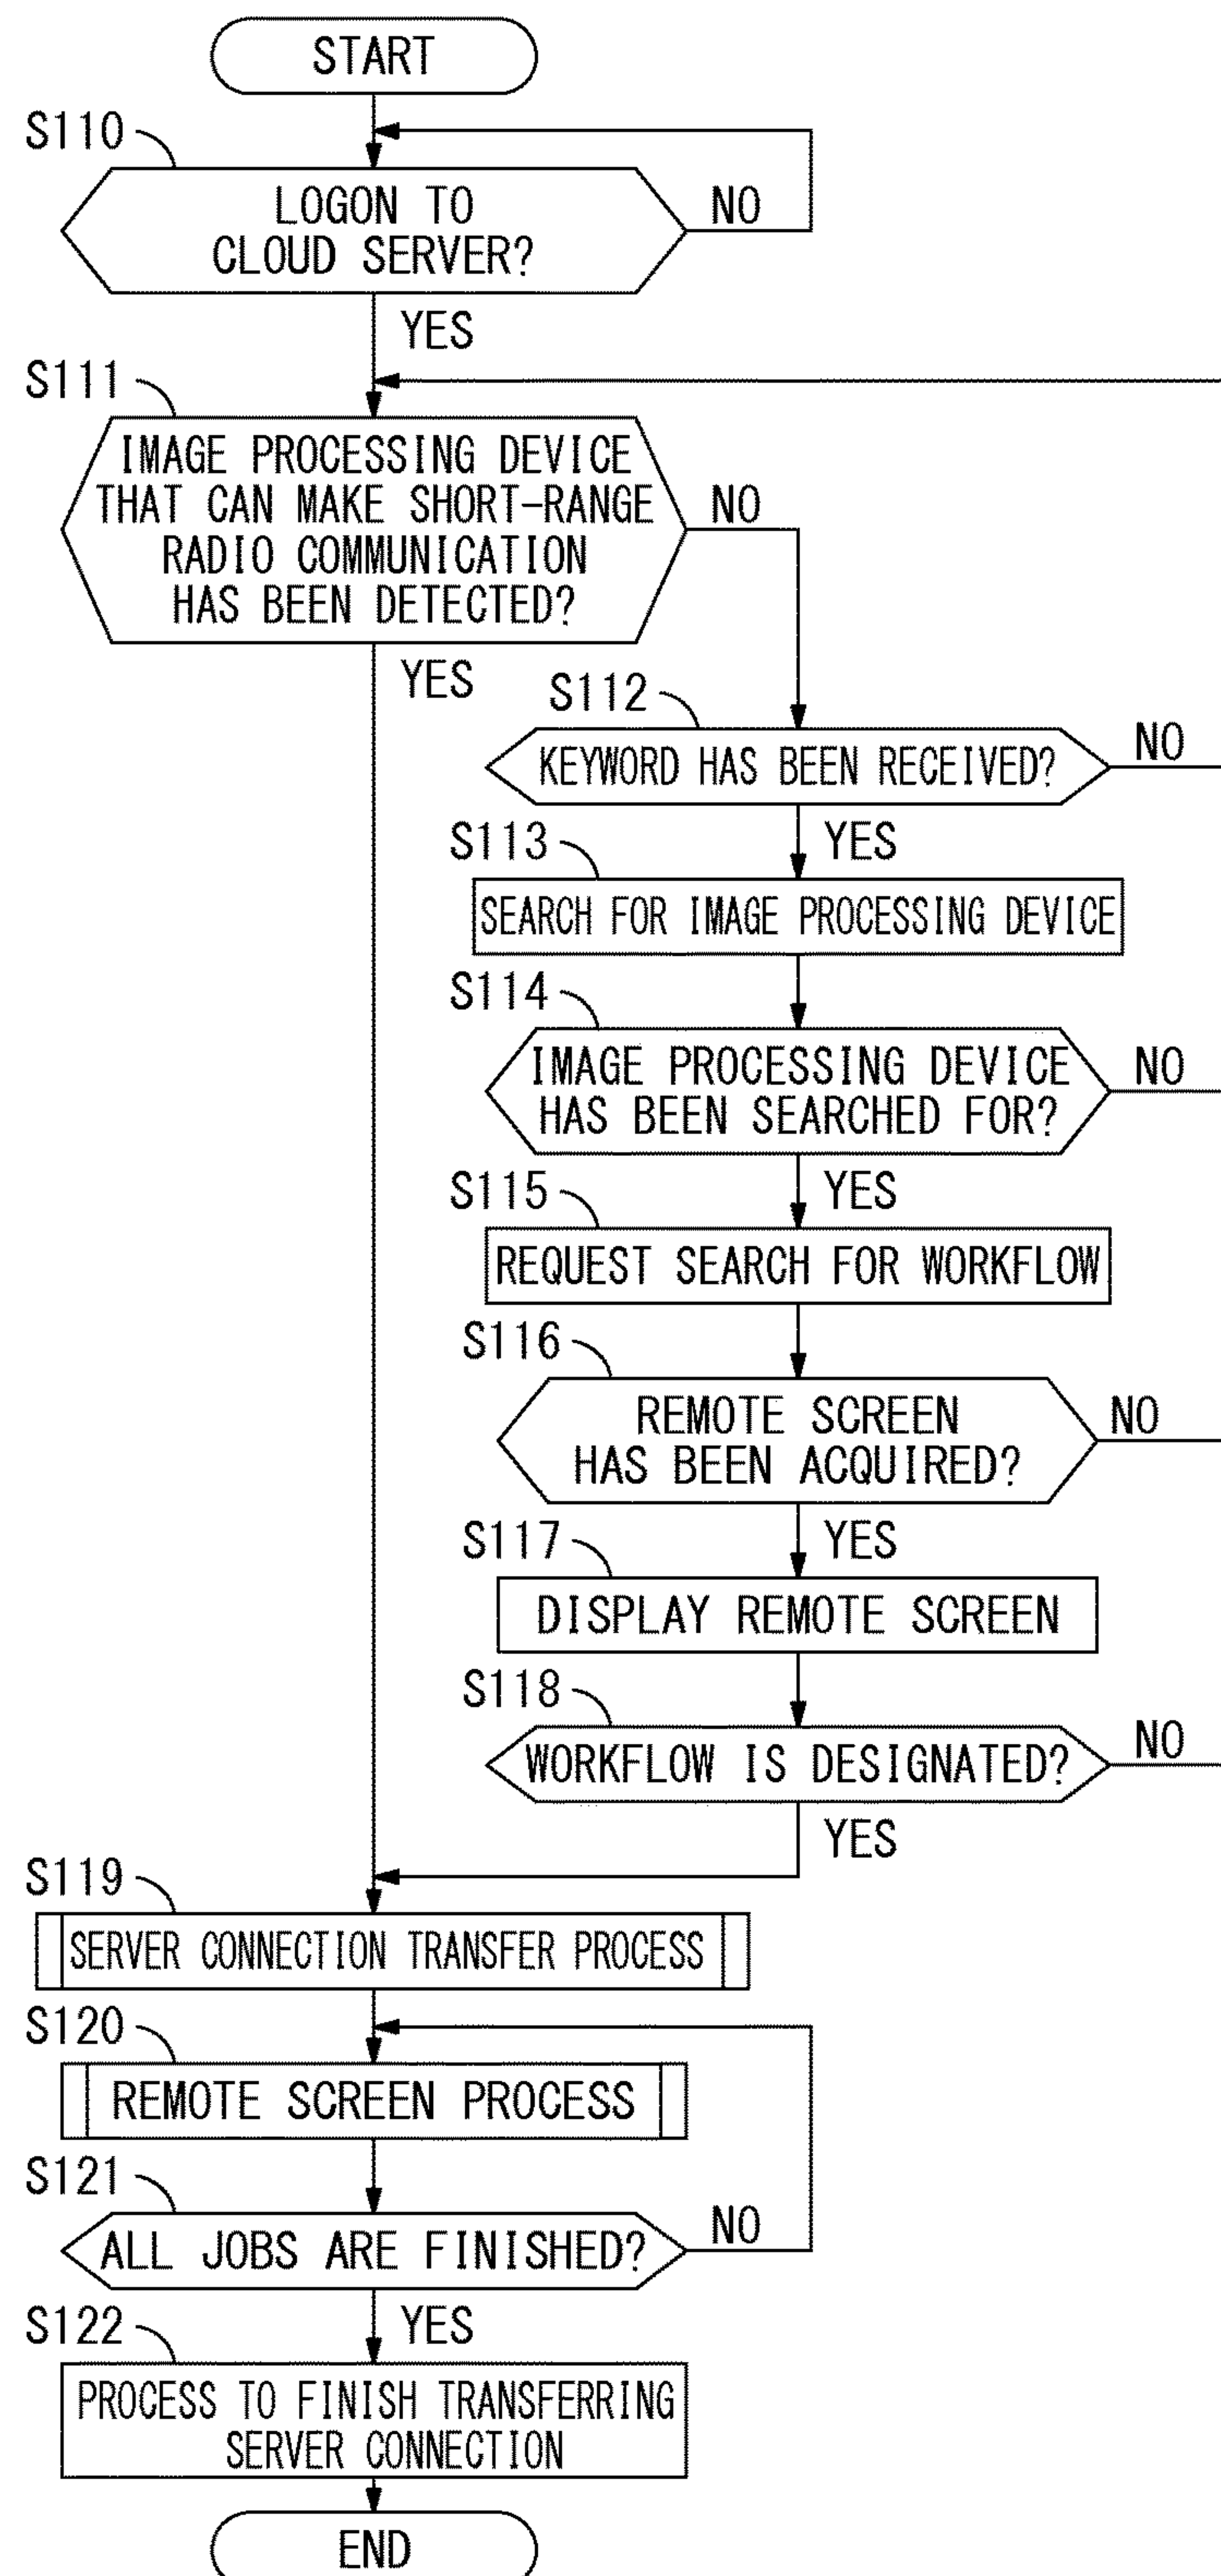 START
S110
LOGON TO
CLOUD SERVER?
NO
YES
S111
IMAGE PROCESSING DEVICE
THAT CAN MAKE SHORT-RANGE
RADIO COMMUNICATION
HAS BEEN DETECTED?
NO
YES
S112
KEYWORD HAS BEEN RECEIVED?
NO
YES
S113
SEARCH FOR IMAGE PROCESSING DEVICE
S114
IMAGE PROCESSING DEVICE
HAS BEEN SEARCHED FOR?
NO
YES
S115
REQUEST SEARCH FOR WORKFLOW
S116
REMOTE SCREEN
HAS BEEN ACQUIRED?
NO
YES
S117
DISPLAY REMOTE SCREEN
S118
WORKFLOW IS DESIGNATED?
NO
YES
S119
SERVER CONNECTION TRANSFER PROCESS
S120
REMOTE SCREEN PROCESS
S121
ALL JOBS ARE FINISHED?
NO
YES
S122
PROCESS TO FINISH TRANSFERRING
SERVER CONNECTION
END